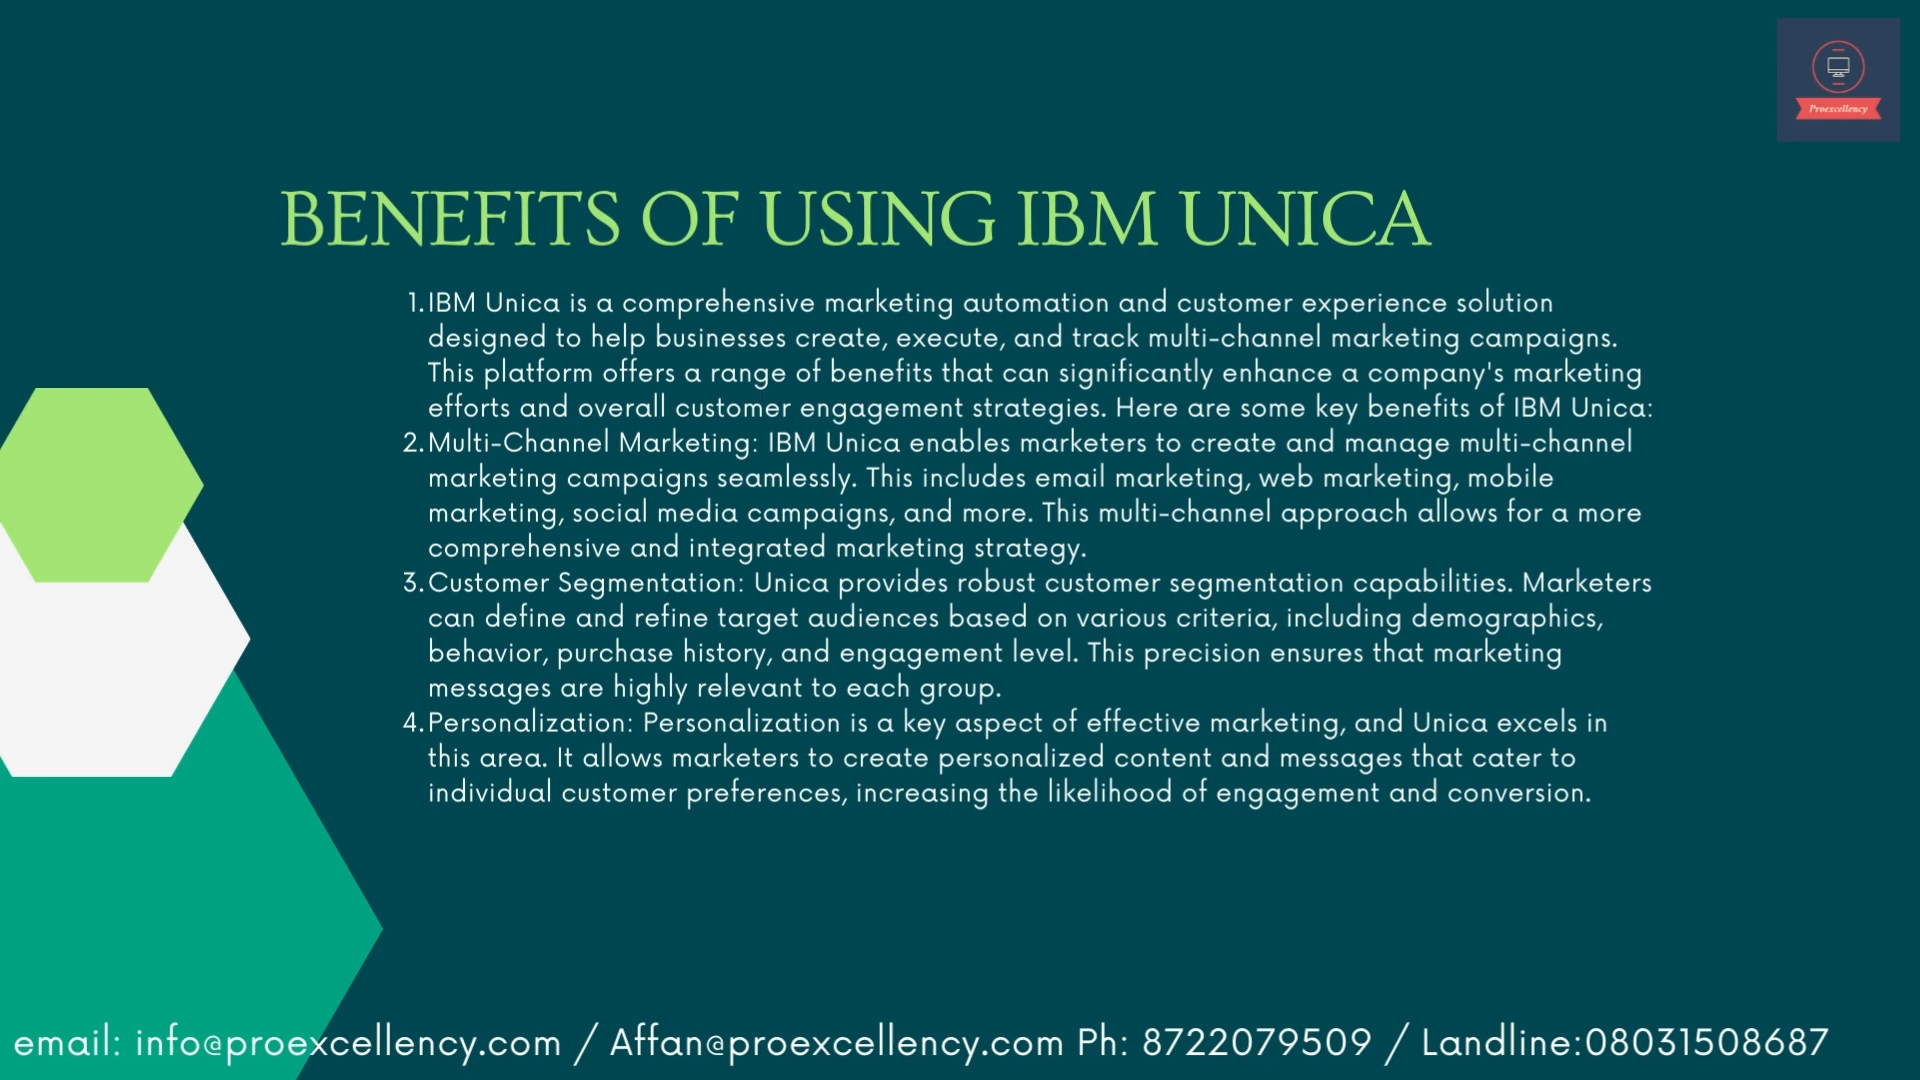 Proexcellency
BENEFITS OF USING IBM UNICA
1. IBM Unica is a comprehensive marketing automation and customer experience solution
designed to help businesses create, execute, and track multi-channel marketing campaigns.
This platform offers a range of benefits that can significantly enhance a company's marketing
efforts and overall customer engagement strategies. Here are some key benefits of IBM Unica:
2. Multi-Channel Marketing: IBM Unica enables marketers to create and manage multi-channel
marketing campaigns seamlessly. This includes email marketing, web marketing, mobile
marketing, social media campaigns, and more. This multi-channel approach allows for a more
comprehensive and integrated marketing strategy.
3. Customer Segmentation: Unica provides robust customer segmentation capabilities. Marketers
can define and refine target audiences based on various criteria, including demographics,
behavior, purchase history, and engagement level. This precision ensures that marketing
messages are highly relevant to each group.
4. Personalization: Personalization is a key aspect of effective marketing, and Unica excels in
this area. It allows marketers to create personalized content and messages that cater to
individual customer preferences, increasing the likelihood of engagement and conversion.
email: info@proexcellency.com / Affan@proexcellency.com Ph: 8722079509 / Landline:08031508687